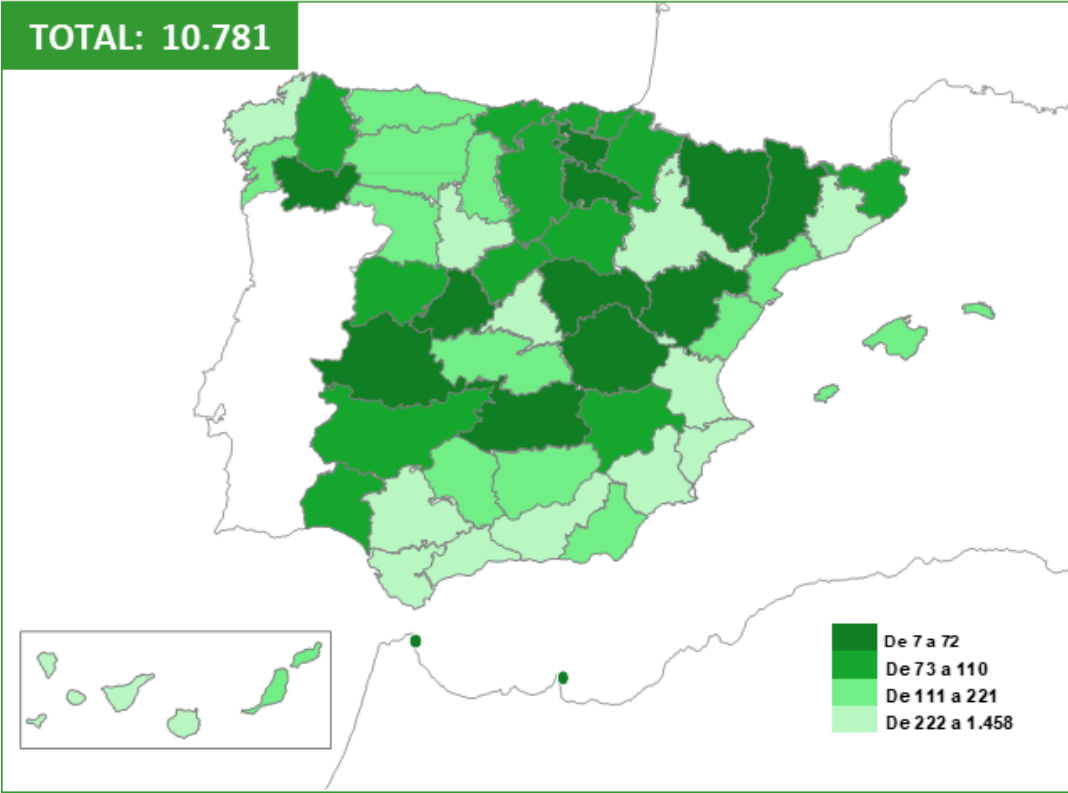 TOTAL: 10.781
De 7 a 72
De 73 a 110
De 111 a 221
De 222 a 1.458